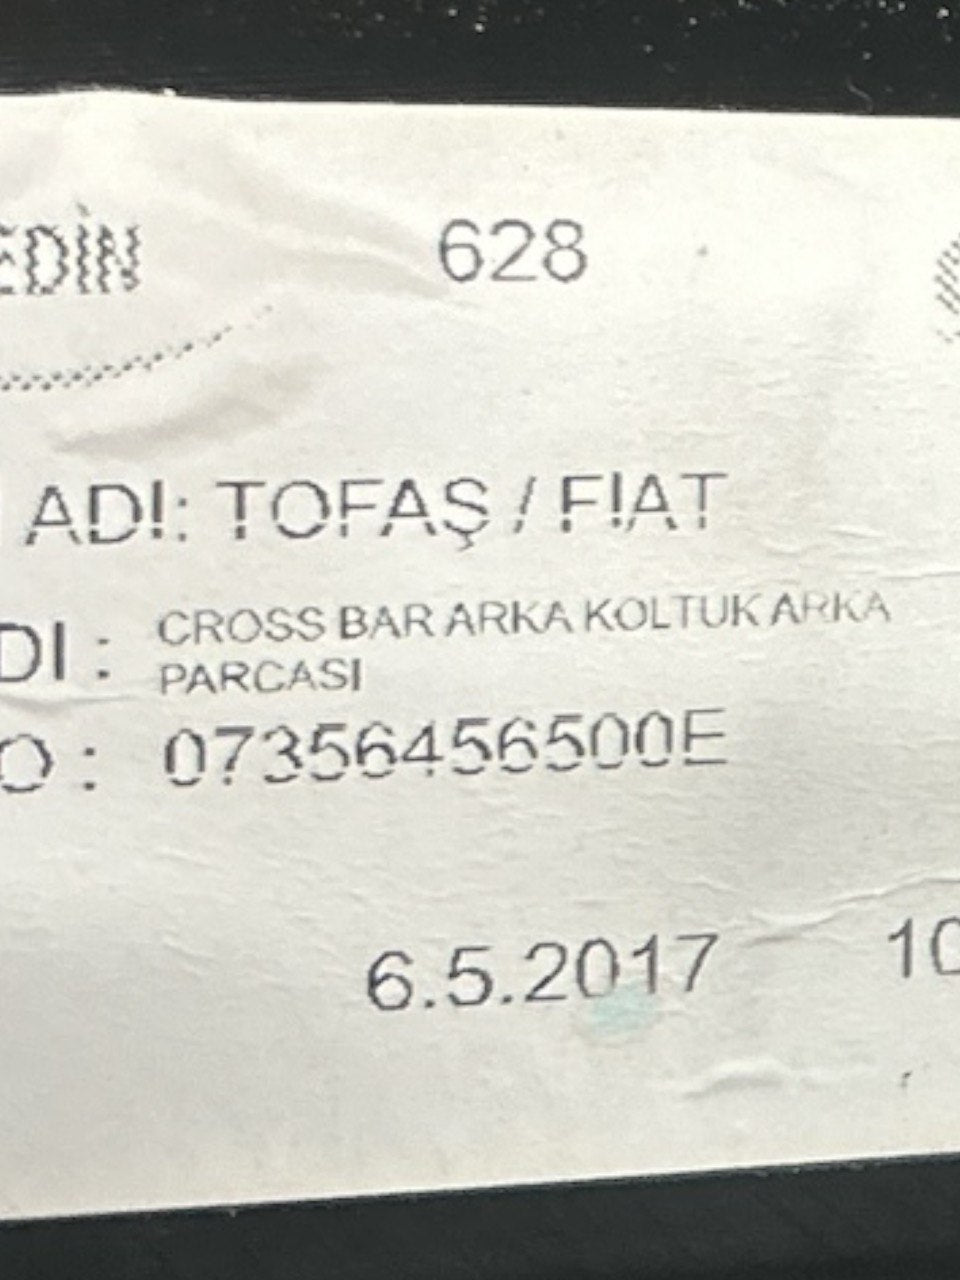 EDİN 628
ADI: TOFAŞ / FIAT
DI : CROSS BAR ARKA KOLTUK ARKA
PARCASI
O : 07356456500E
6.5.2017 10